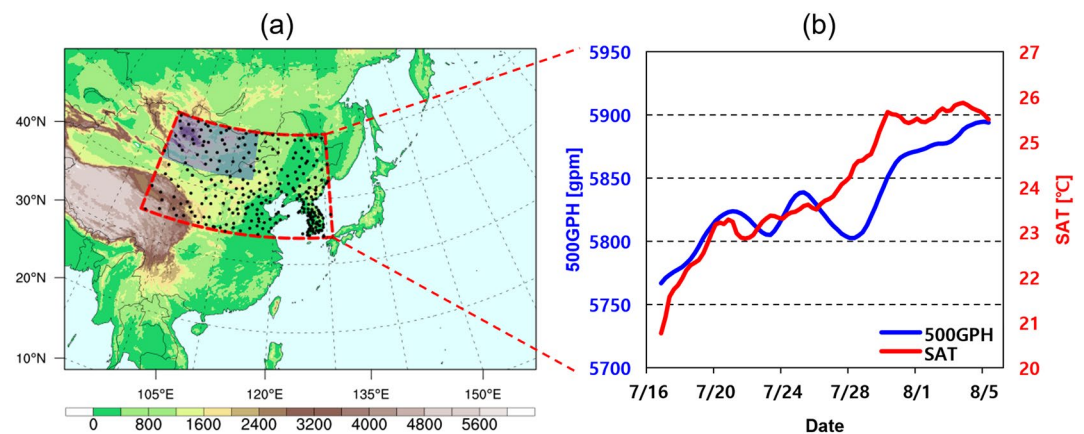 (a)
(b)
40°N
30°N
20°N
10°N
105°E
120°E
135°E
150°E
0 800 1600 2400 3200 4000 4800 5600
5950
5900
5850
5800
5750
5700
500GPH [gpm]
27
26
25
24
23
22
21
20
SAT [℃]
500GPH
SAT
7/16 7/20 7/24 7/28 8/1 8/5
Date